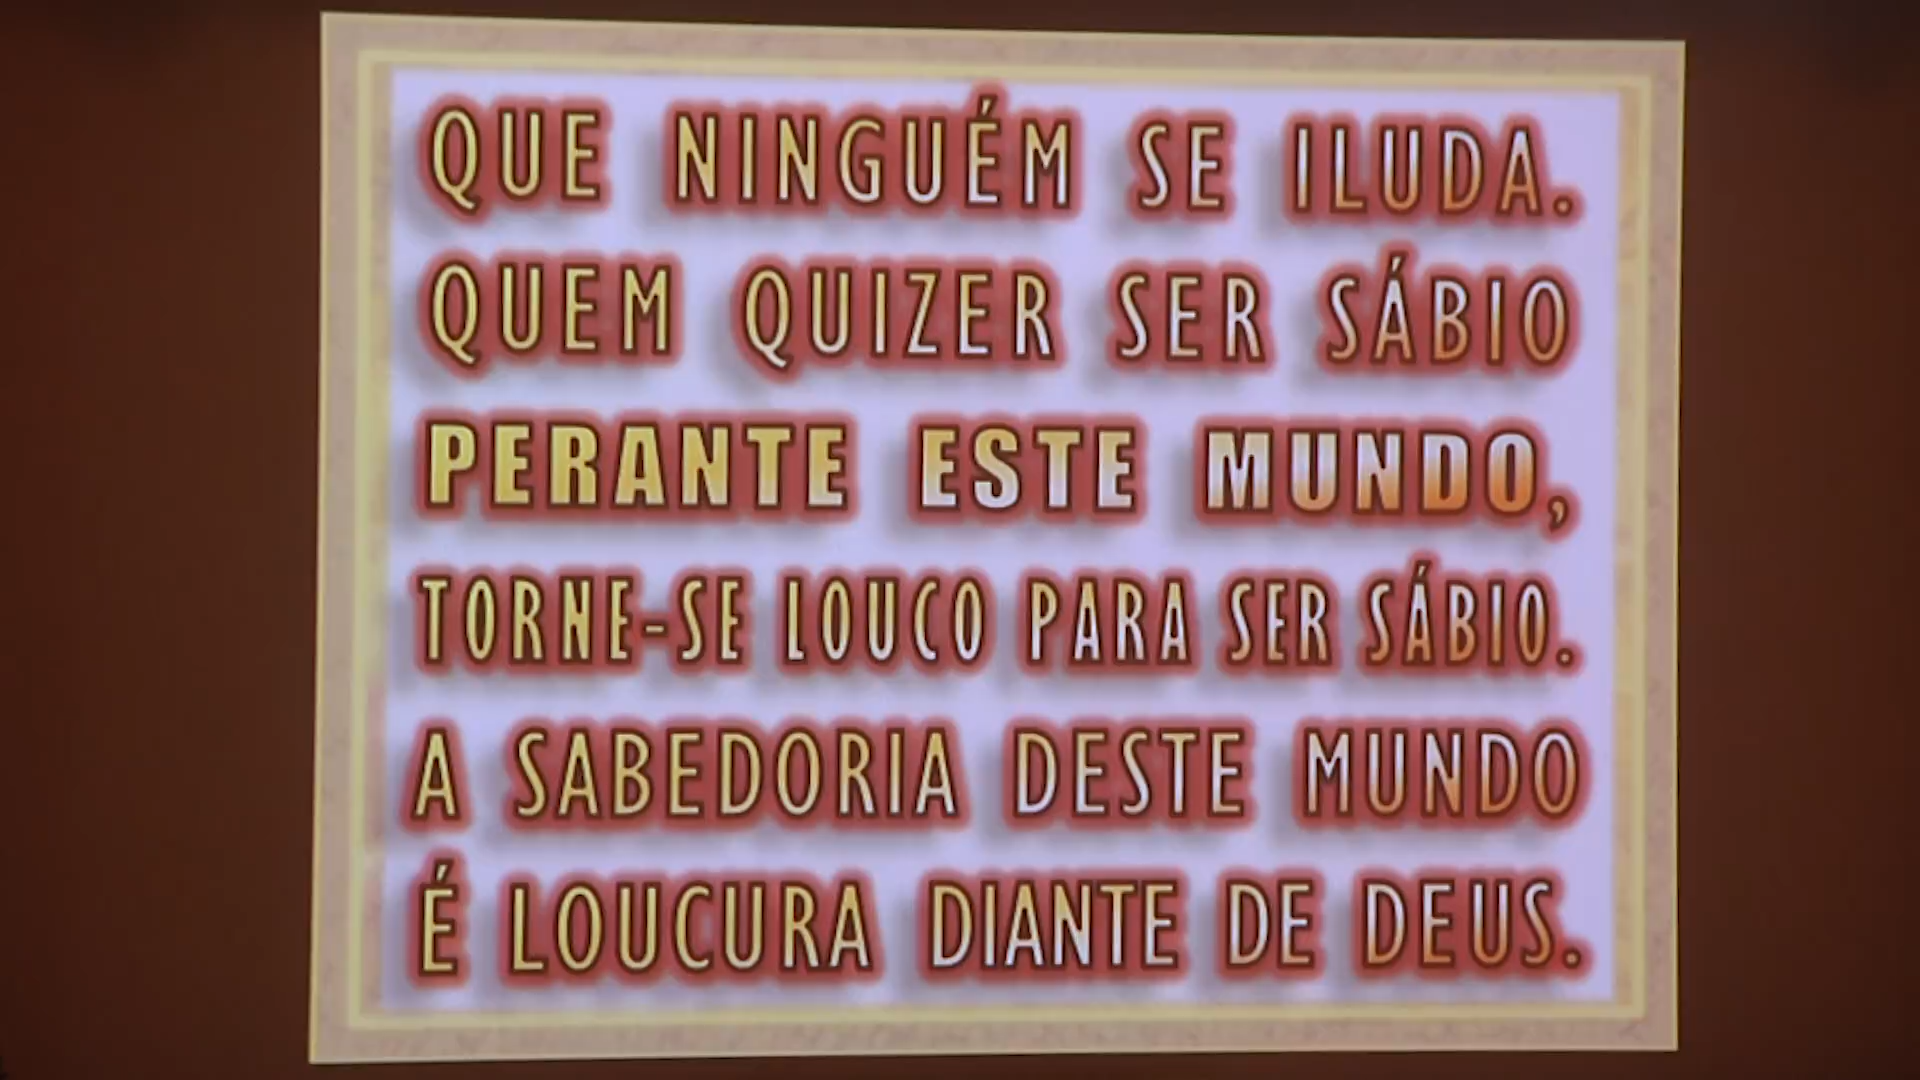 QUE NINGUÉM SE ILUDA.
QUEM QUIZER SER SÁBIO
PERANTE ESTE MUNDO,
TORNE-SE LOUCO PARA SER SÁBIO.
A SABEDORIA DESTE MUNDO
É LOUCURA DIANTE DE DEUS.